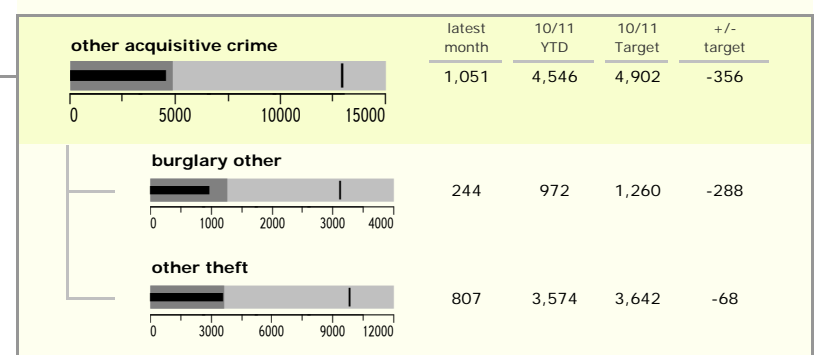 latest 10/11 10/11 +/-
other acquisitive crime month YTD Target target
1,051 4,546 4,902 -356
0 5000 10000 15000
burglary other
244 972 1,260 -288
0 1000 2000 3000 4000
other theft
807 3,574 3,642 -68
0 3000 6000 9000 12000